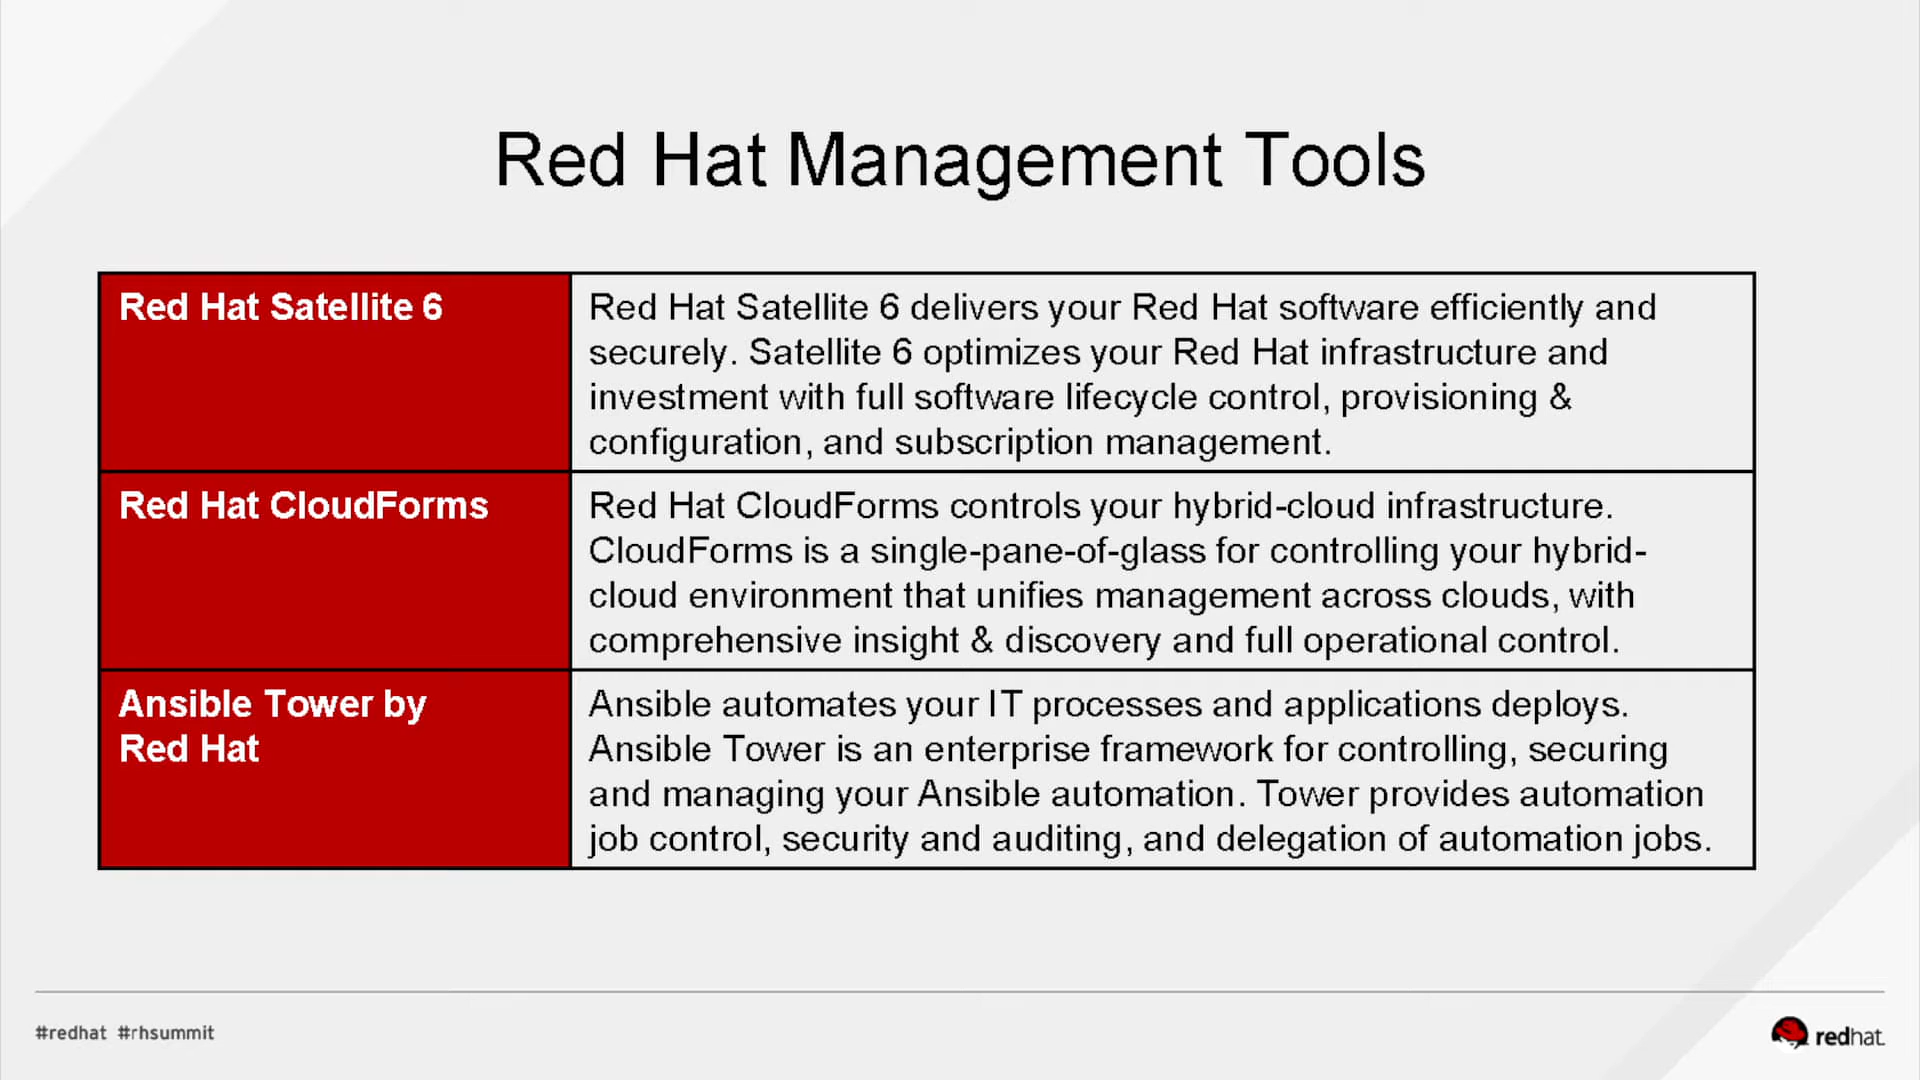 Red Hat Management Tools
Red Hat Satellite 6
Red Hat Satellite 6 delivers your Red Hat software efficiently and
securely. Satellite 6 optimizes your Red Hat infrastructure and
investment with full software lifecycle control, provisioning &
configuration, and subscription management.
Red Hat CloudForms
Red Hat CloudForms controls your hybrid-cloud infrastructure.
CloudForms is a single-pane-of-glass for controlling your hybrid-
cloud environment that unifies management across clouds, with
comprehensive insight & discovery and full operational control.
Ansible Tower by
Red Hat
Ansible automates your IT processes and applications deploys.
Ansible Tower is an enterprise framework for controlling, securing
and managing your Ansible automation. Tower provides automation
job control, security and auditing, and delegation of automation jobs.
#redhat #rhsummit
redhat.